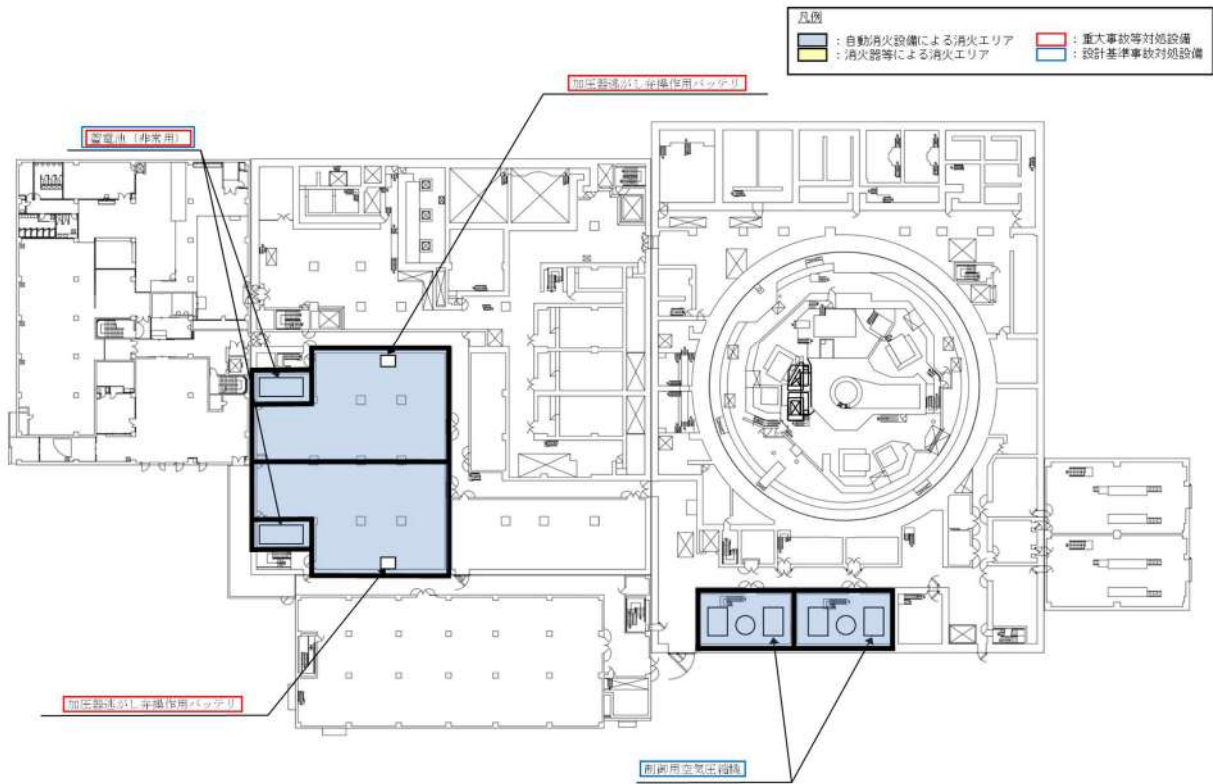 凡例
：自動消火設備による消火エリア
：消火器等による消火エリア
：重大事故等対処設備
：設計基準事故対処設備
加圧器逃がし弁操作用バッテリ
蓄電池（非常用）
加圧器逃がし弁操作用バッテリ
制御用空気圧縮機